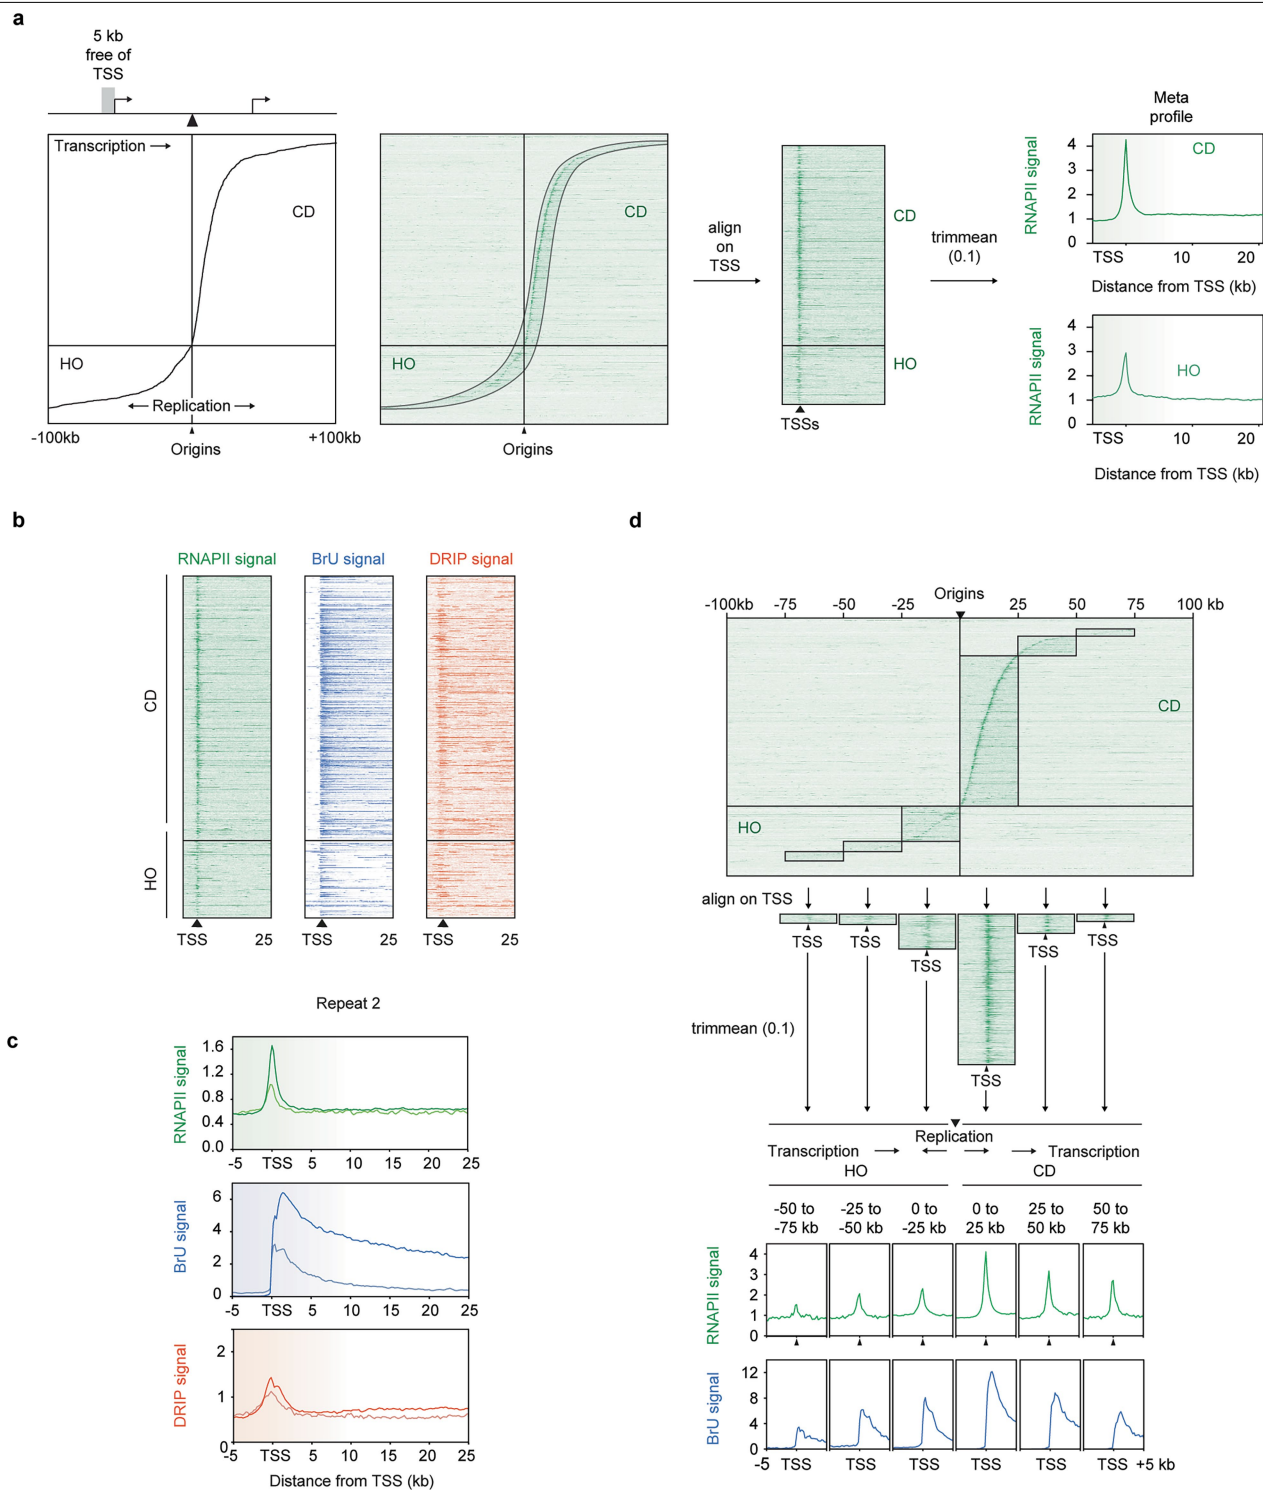 a
5 kb
free of
TSS
Transcription
CD
HO
Replication
-100kb
+100kb
Origins
CD
HO
Origins
align
on
TSS
CD
HO
TSSs
trimmean
(0.1)
Meta
profile
RNAPII signal
4
3
2
1
0
CD
TSS 10 20
Distance from TSS (kb)
RNAPII signal
4
3
2
1
0
HO
TSS 10 20
Distance from TSS (kb)
b
RNAPII signal BrU signal DRIP signal
CD
HO
TSS 25 TSS 25 TSS 25
c
Repeat 2
RNAPII signal
1.6
1.2
0.8
0.4
0.0
-5 TSS 5 10 15 20 25
BrU signal
6
4
2
0
-5 TSS 5 10 15 20 25
DRIP signal
2
1
0
-5 TSS 5 10 15 20 25
Distance from TSS (kb)
d
Origins
-100kb -75 -50 -25 25 50 75 100 kb
CD
HO
align on TSS
TSS TSS TSS TSS TSS TSS
trimmean (0.1)
Replication
Transcription Transcription
HO CD
-50 to -25 to 0 to 0 to 25 to 50 to
-75 kb -50 kb -25 kb 25 kb 50 kb 75 kb
RNAPII signal
4
3
2
1
0
BrU signal
12
8
4
0
-5 TSS TSS TSS TSS TSS TSS +5 kb